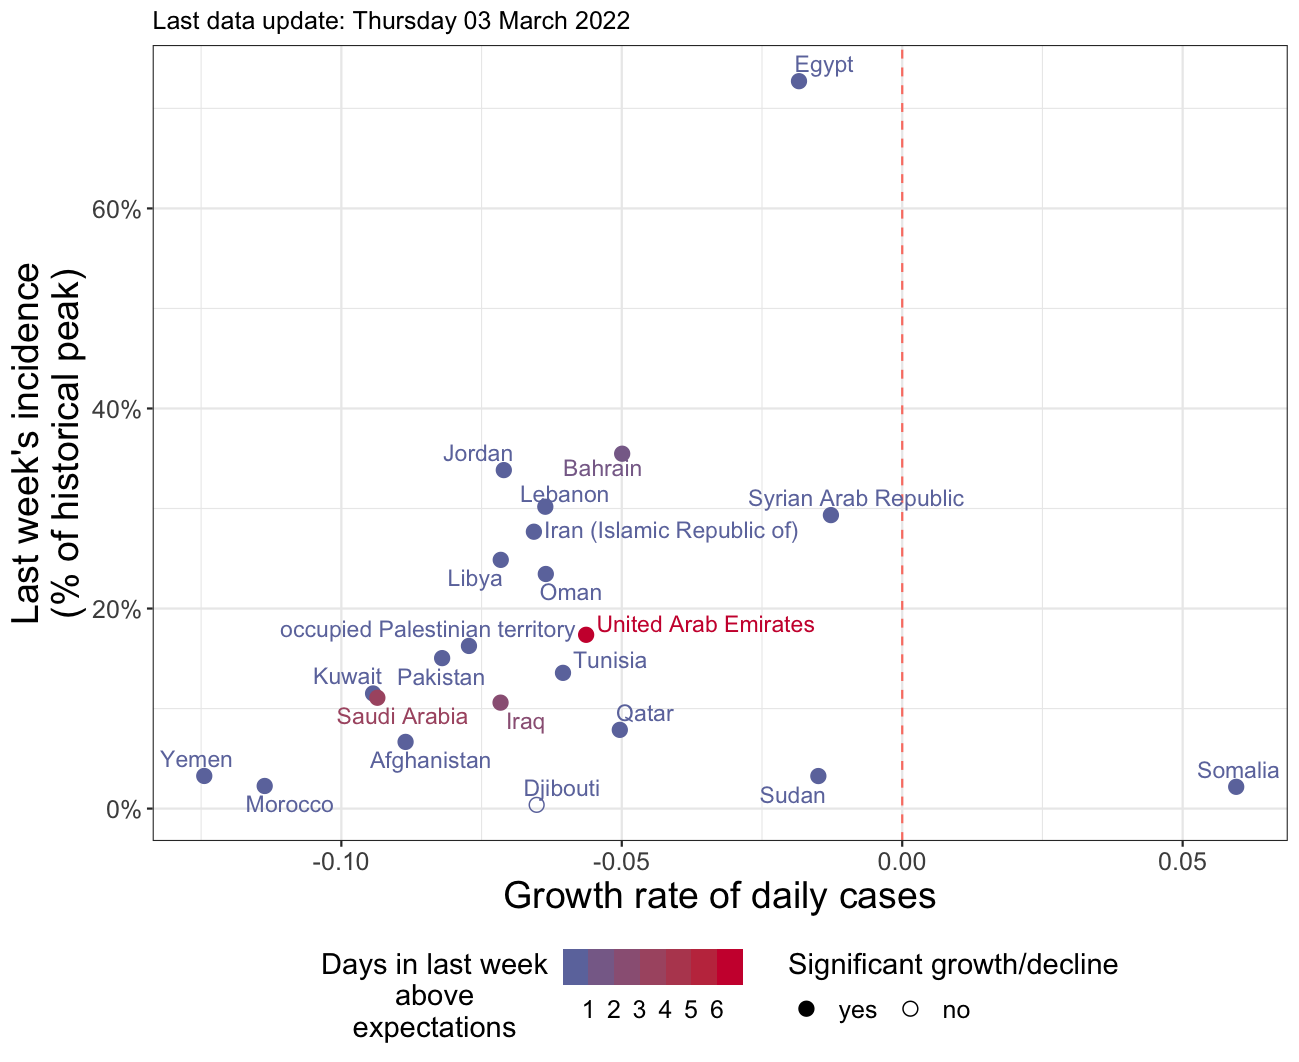 Last data update: Thursday 03 March 2022
Last week's incidence
(% of historical peak)
60%
40%
20%
0%
Egypt
Jordan
Bahrain
Lebanon
Syrian Arab Republic
Iran (Islamic Republic of)
Libya
Oman
occupied Palestinian territory
United Arab Emirates
Tunisia
Kuwait
Pakistan
Saudi Arabia
Iraq
Qatar
Afghanistan
Yemen
Morocco
Djibouti
Sudan
Somalia
-0.10
-0.05
0.00
0.05
Growth rate of daily cases
Days in last week
above
expectations
1 2 3 4 5 6
Significant growth/decline
yes
no